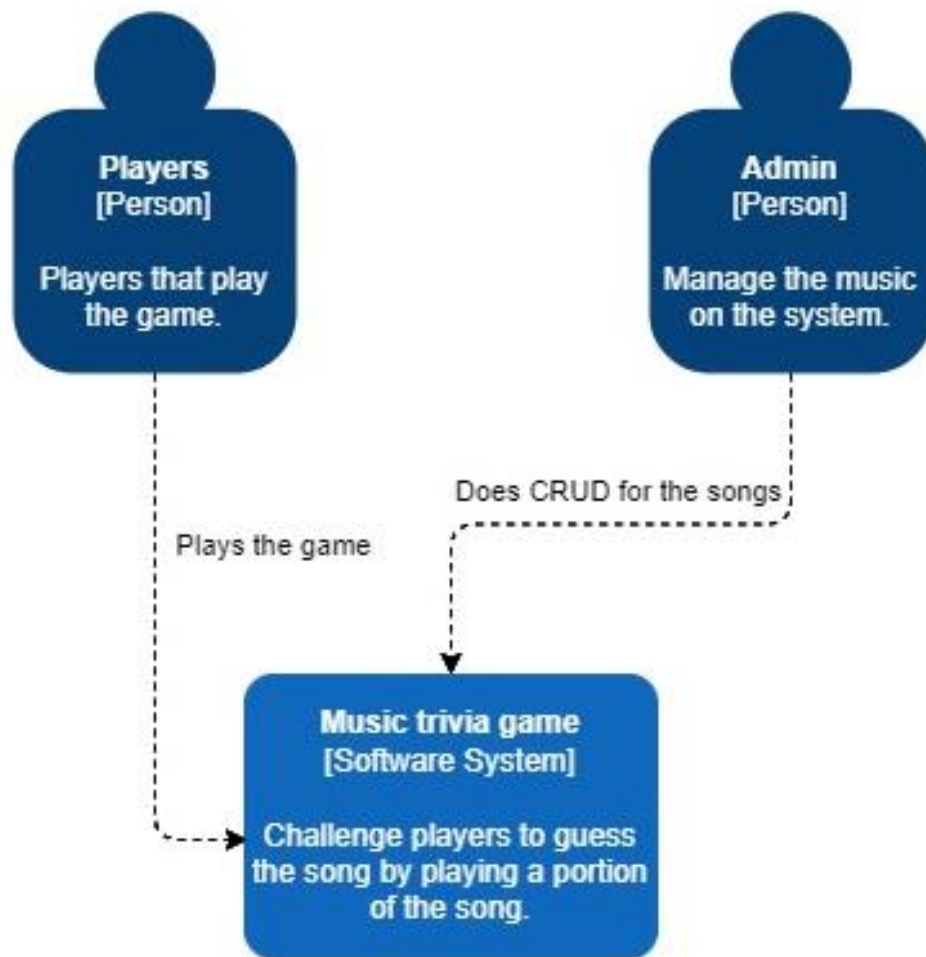 Players
[Person]
Players that play
the game.
Admin
[Person]
Manage the music
on the system.
Does CRUD for the songs
Plays the game
Music trivia game
[Software System]
Challenge players to guess
the song by playing a portion
of the song.